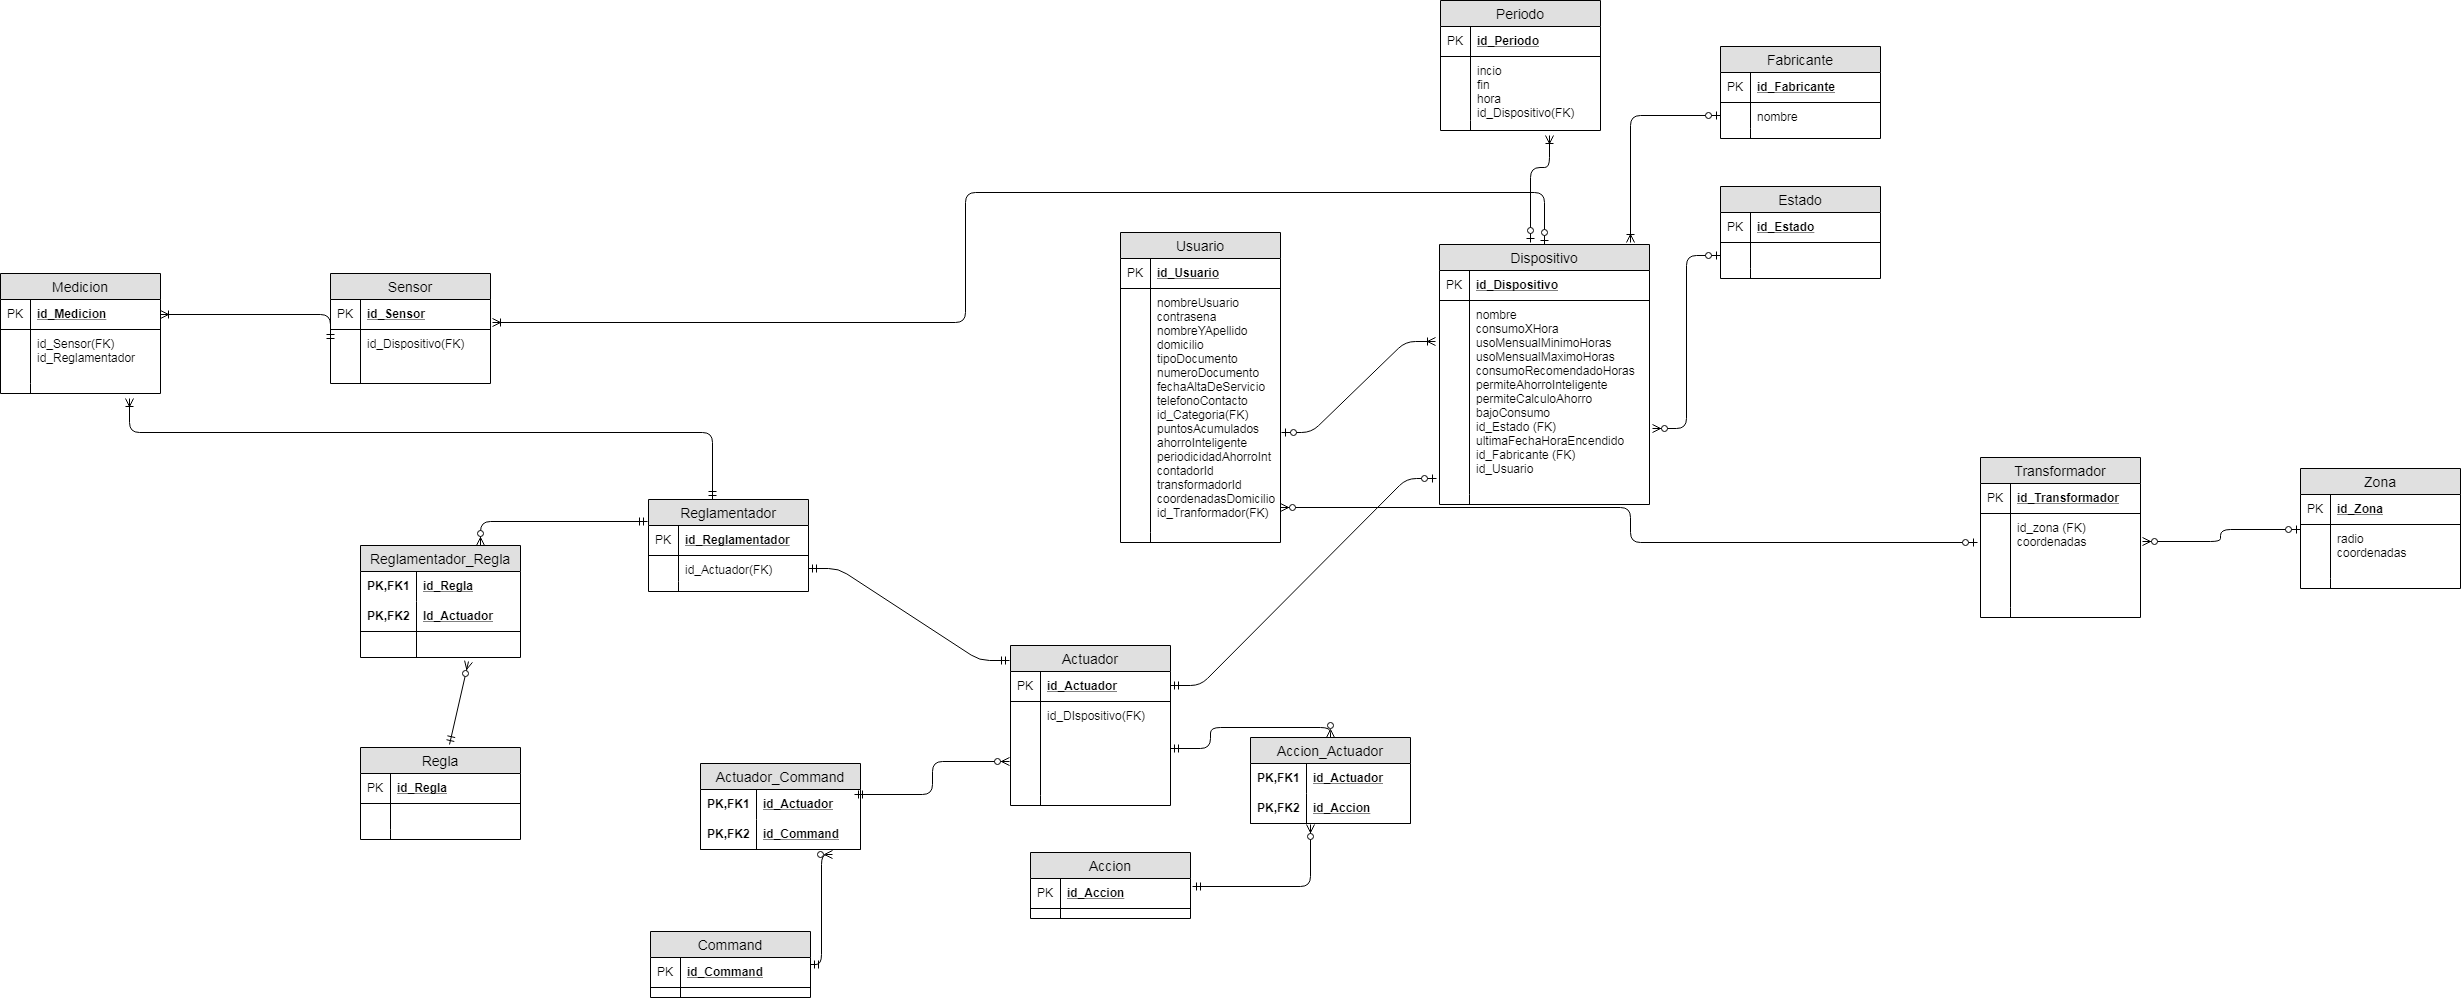 Periodo
PK id_Periodo
incio
fin
hora
id_Dispositivo(FK)
Fabricante
PK id_Fabricante
nombre
Estado
PK id_Estado
Usuario
PK id_Usuario
nombreUsuario
contrasena
nombreYApellido
domicilio
tipoDocumento
numeroDocumento
fechaAltaDeServicio
telefonoContacto
id_Categoria(FK)
puntosAcumulados
ahorroInteligente
periodicidadAhorroInt
contadorId
transformadorId
coordenadasDomicilio
id_Tranformador(FK)
Dispositivo
PK id_Dispositivo
nombre
consumoXHora
usoMensualMinimoHoras
usoMensualMaximoHoras
consumoRecomendadoHoras
permiteAhorroInteligente
permiteCalculoAhorro
bajoConsumo
id_Estado (FK)
ultimaFechaHoraEncendido
id_Fabricante (FK)
id_Usuario
Medicion
PK id_Medicion
id_Sensor(FK)
id_Reglamentador
Sensor
PK id_Sensor
id_Dispositivo(FK)
Transformador
PK id_Transformador
id_zona (FK)
coordenadas
Zona
PK id_Zona
radio
coordenadas
Reglamentador
PK id_Reglamentador
id_Actuador(FK)
Reglamentador_Regla
PK,FK1 id_Regla
PK,FK2 Id_Actuador
Regla
PK id_Regla
Actuador
PK id_Actuador
id_DIspositivo(FK)
Actuador_Command
PK,FK1 id_Actuador
PK,FK2 id_Command
Accion_Actuador
PK,FK1 id_Actuador
PK,FK2 id_Accion
Accion
PK id_Accion
Command
PK id_Command